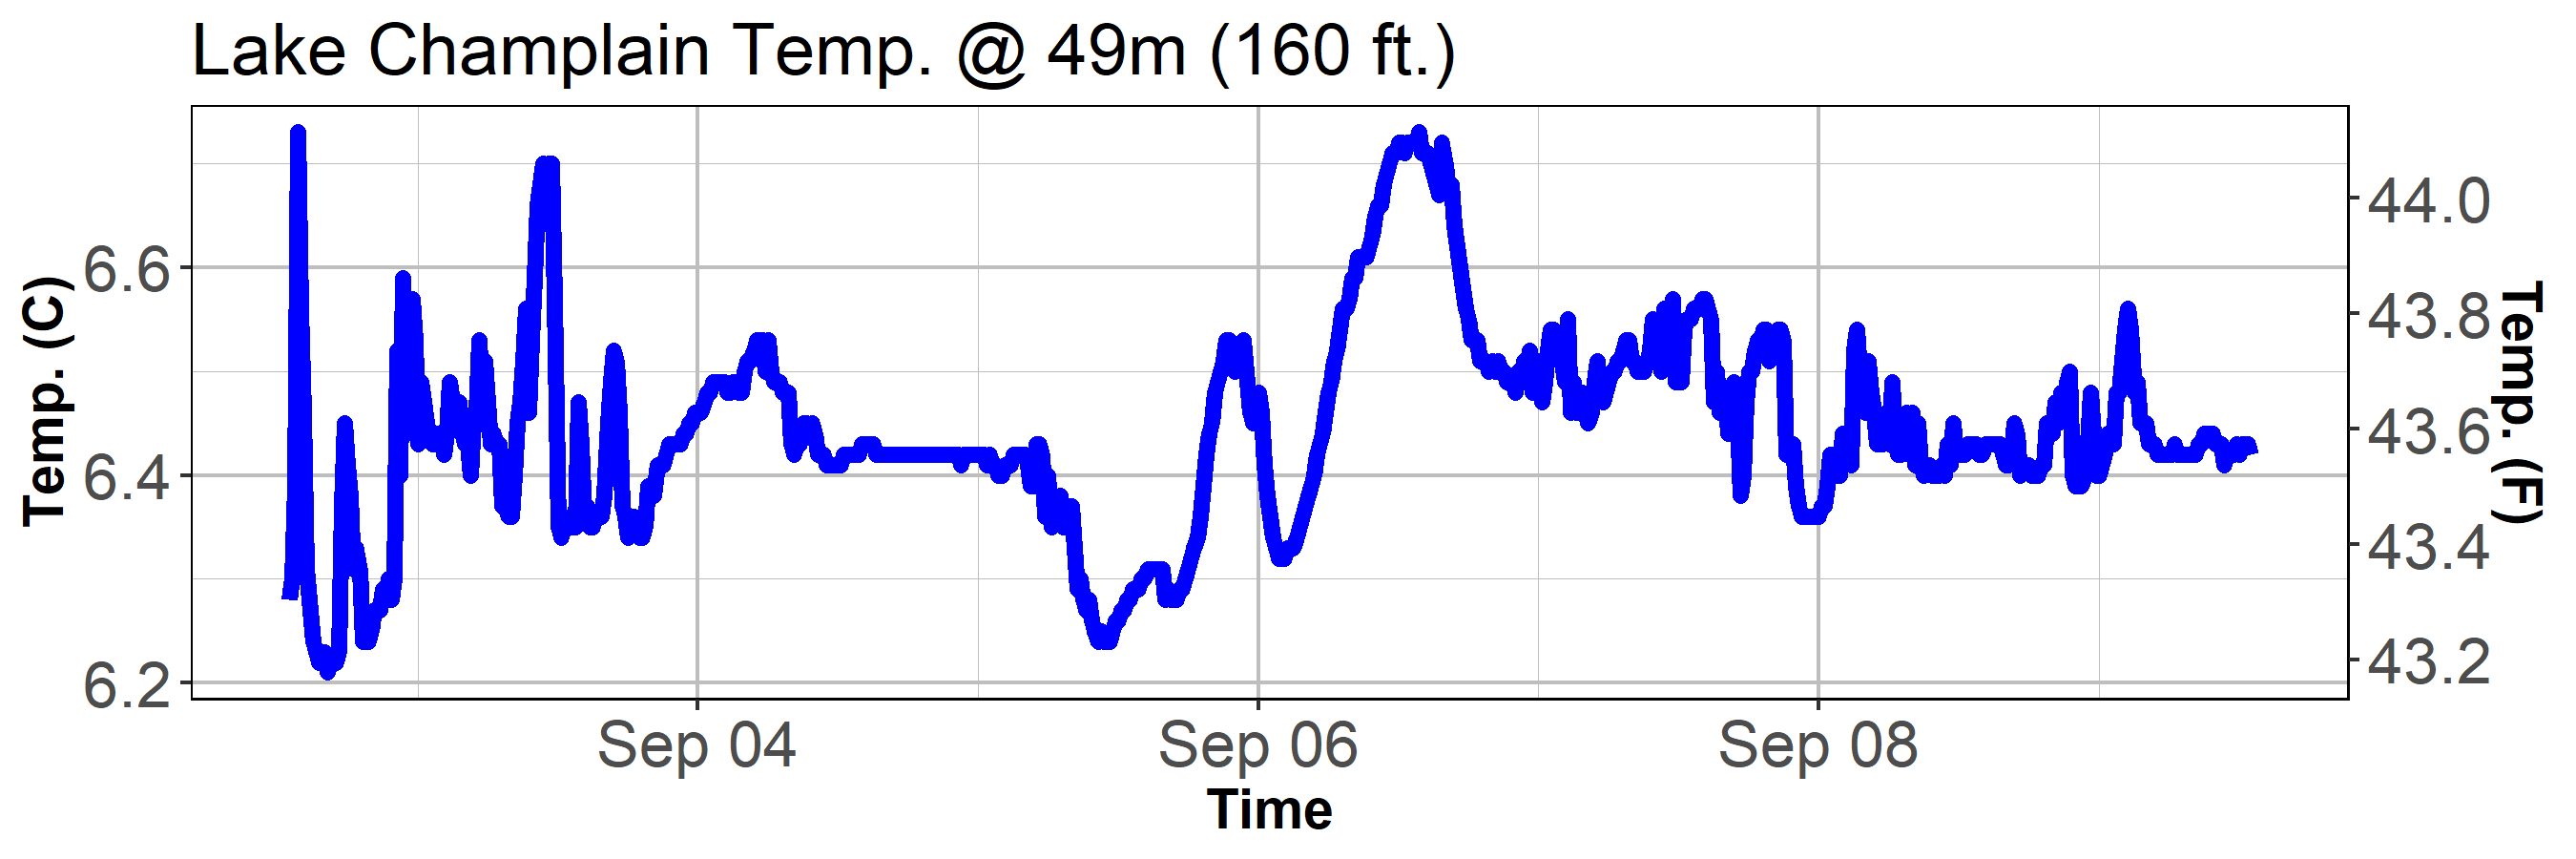 Lake Champlain Temp. @ 49m (160 ft.)
Temp. (C)
6.6
6.4
6.2
44.0
43.8
43.6
43.4
43.2
Temp. (F)
Sep 04
Sep 06
Sep 08
Time